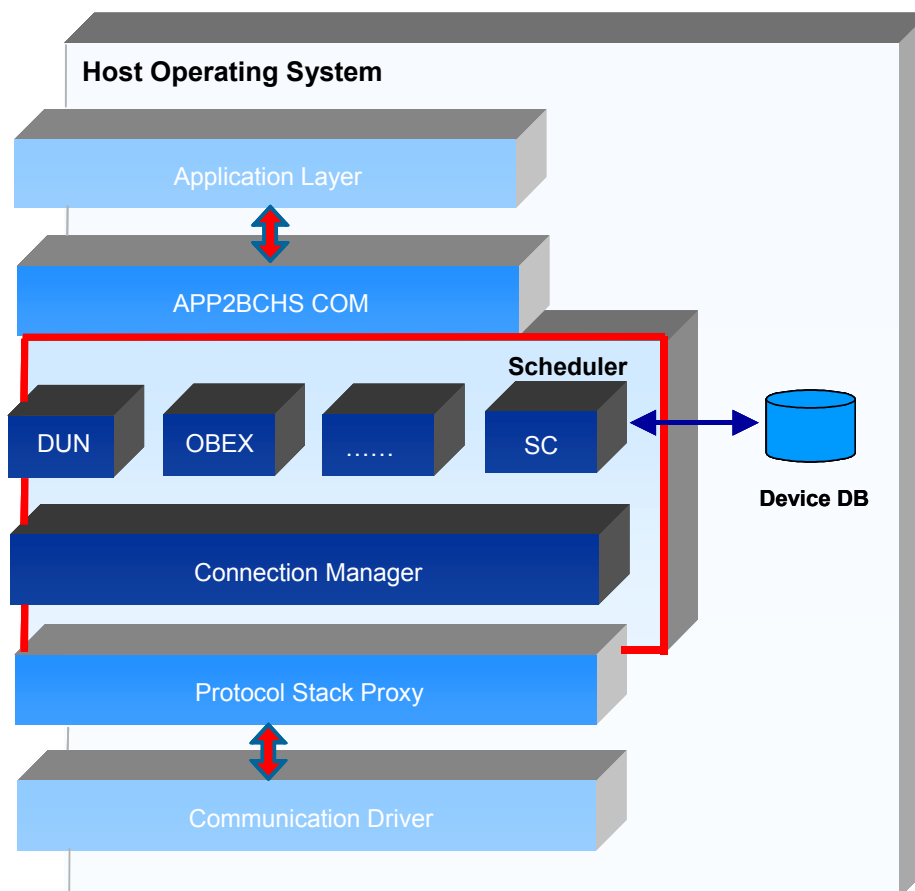 Host Operating System
Application Layer
APP2BCHS COM
Scheduler
DUN
OBEX
......
SC
Device DB
Connection Manager
Protocol Stack Proxy
Communication Driver